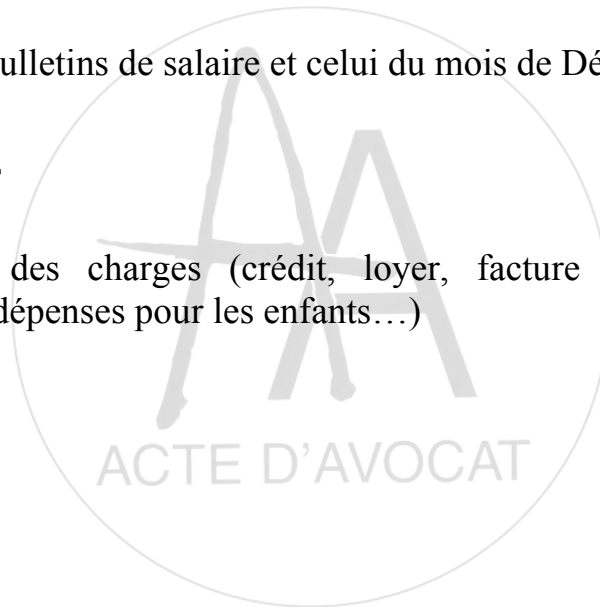 ulletins de salaire et celui du mois de Dé
des charges (crédit, loyer, facture
dépenses pour les enfants…)
ACTE D'AVOCAT